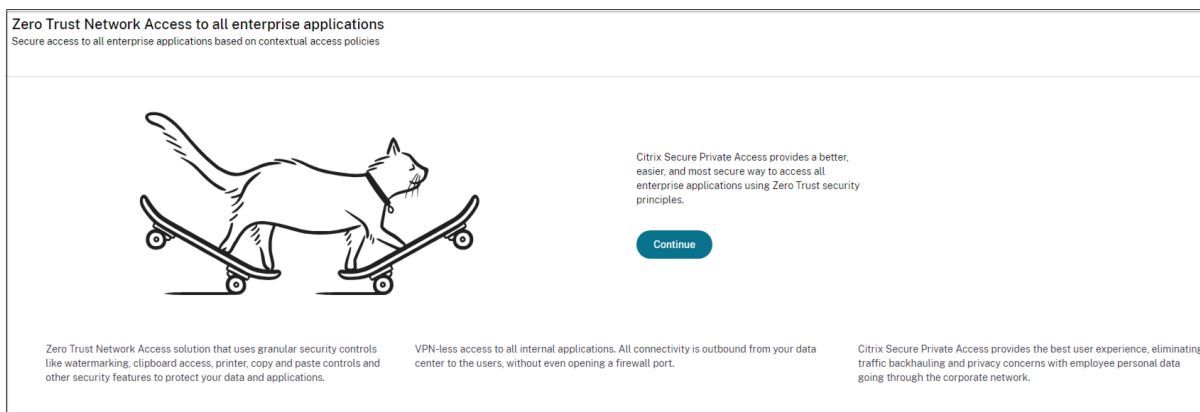 Zero Trust Network Access to all enterprise applications
Secure access to all enterprise applications based on contextual access policies
Citrix Secure Private Access provides a better,
easier, and most secure way to access all
enterprise applications using Zero Trust security
principles.
Continue
Zero Trust Network Access solution that uses granular security controls
like watermarking, clipboard access, printer, copy and paste controls and
other security features to protect your data and applications.
VPN-less access to all internal applications. All connectivity is outbound from your data
center to the users, without even opening a firewall port.
Citrix Secure Private Access provides the best user experience, eliminating
traffic backhauling and privacy concerns with employee personal data
going through the corporate network.